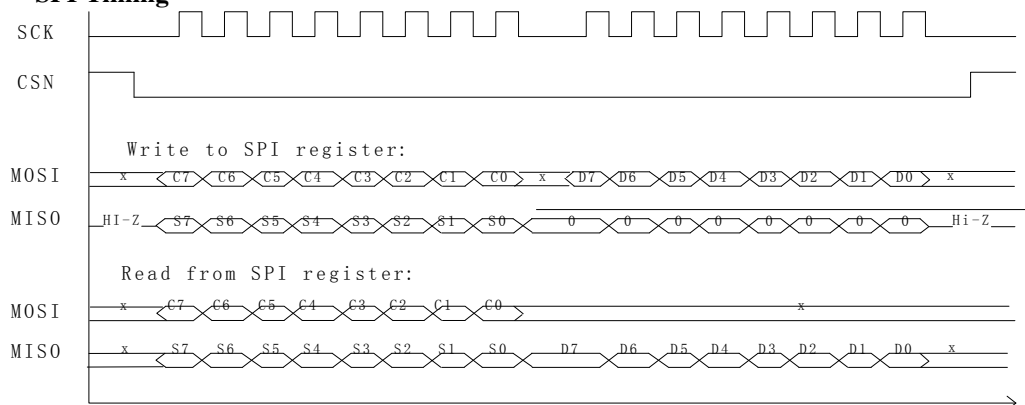 SCK
CSN
Write to SPI register:
MOSI x C7 C6 C5 C4 C3 C2 C1 C0 x D7 D6 D5 D4 D3 D2 D1 D0 x
MISO HI-Z S7 S6 S5 S4 S3 S2 S1 S0 0 0 0 0 0 0 0 0 Hi-Z
Read from SPI register:
MOSI x C7 C6 C5 C4 C3 C2 C1 C0 x
MISO x S7 S6 S5 S4 S3 S2 S1 S0 D7 D6 D5 D4 D3 D2 D1 D0 x